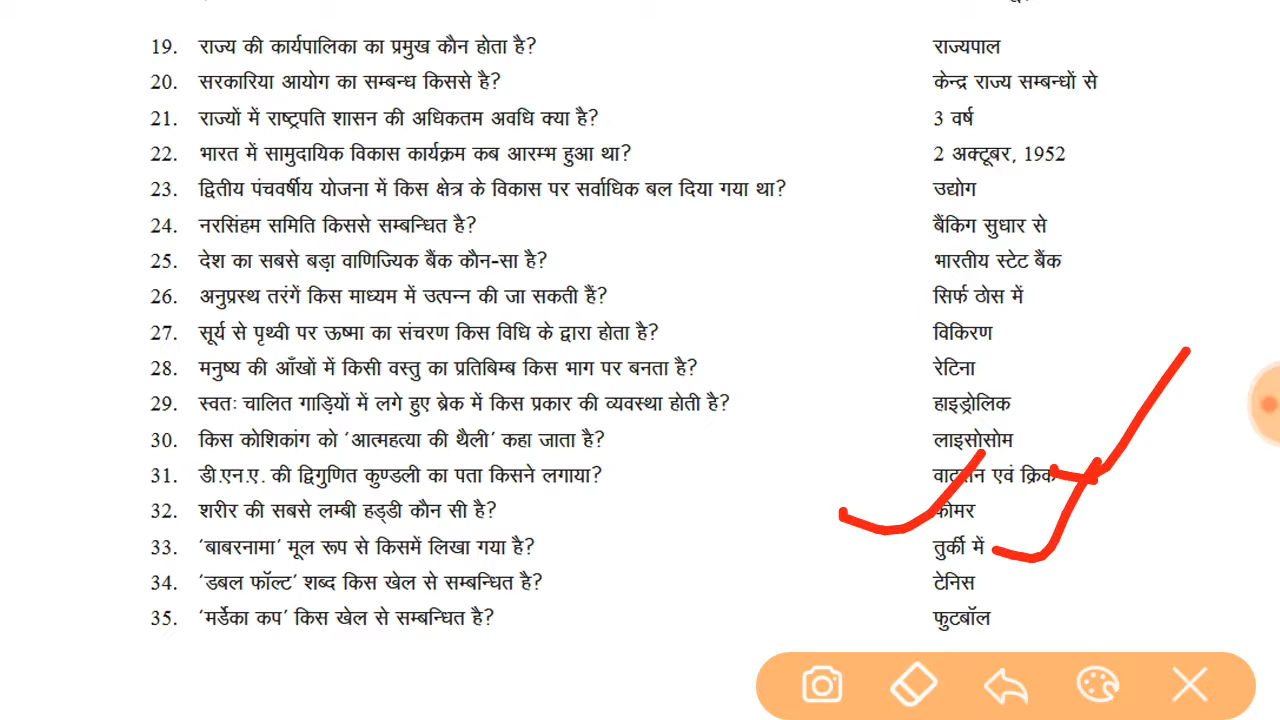 19. राज्य की कार्यपालिका का प्रमुख कौन होता है? राज्यपाल
20. सरकारिया आयोग का सम्बन्ध किससे है? केन्द्र राज्य सम्बन्धों से
21. राज्यों में राष्ट्रपति शासन की अधिकतम अवधि क्या है? 3 वर्ष
22. भारत में सामुदायिक विकास कार्यक्रम कब आरम्भ हुआ था? 2 अक्टूबर, 1952
23. द्वितीय पंचवर्षीय योजना में किस क्षेत्र के विकास पर सर्वाधिक बल दिया गया था? उद्योग
24. नरसिंहम समिति किससे सम्बन्धित है? बैंकिग सुधार से
25. देश का सबसे बड़ा वाणिज्यिक बैंक कौन-सा है? भारतीय स्टेट बैंक
26. अनुप्रस्थ तरंगें किस माध्यम में उत्पन्न की जा सकती हैं? सिर्फ ठोस में
27. सूर्य से पृथ्वी पर ऊष्मा का संचरण किस विधि के द्वारा होता है? विकिरण
28. मनुष्य की आँखों में किसी वस्तु का प्रतिबिम्ब किस भाग पर बनता है? रेटिना
29. स्वतः चालित गाड़ियों में लगे हुए ब्रेक में किस प्रकार की व्यवस्था होती है? हाइड्रोलिक
30. किस कोशिकांग को ‘आत्महत्या की थैली’ कहा जाता है? लाइसोसोम
31. डी.एन.ए. की द्विगुणित कुण्डली का पता किसने लगाया? वाटसन एवं क्रिक
32. शरीर की सबसे लम्बी हड्डी कौन सी है? फीमर
33. ‘बाबरनामा’ मूल रूप से किसमें लिखा गया है? तुर्की में
34. ‘डबल फॉल्ट’ शब्द किस खेल से सम्बन्धित है? टेनिस
35. ‘मर्डेका कप’ किस खेल से सम्बन्धित है? फुटबॉल